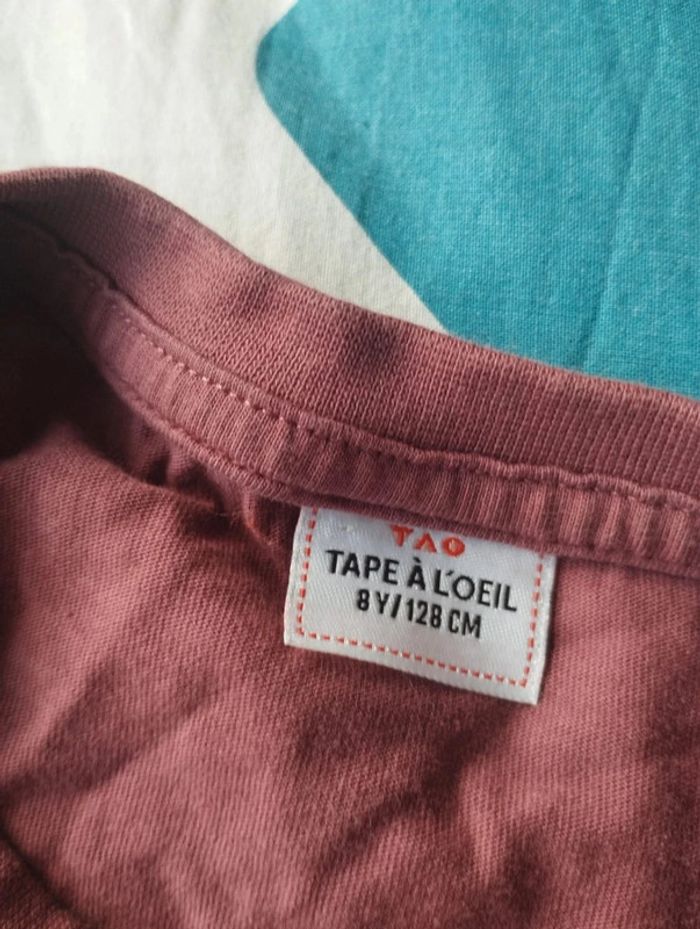 TAO
TAPE À L'OEIL
8 Y/128 CM